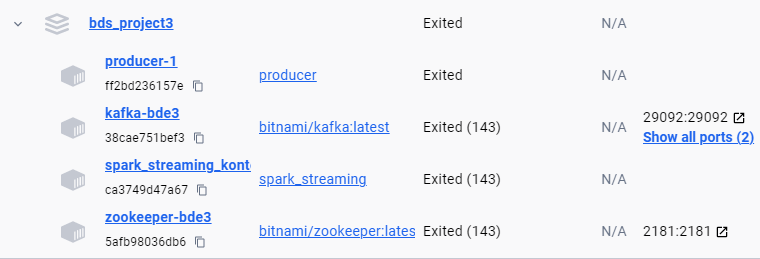 bds_project3 Exited N/A
producer-1
ff2bd236157e producer Exited N/A
kafka-bde3
38cae751bef3 bitnami/kafka:latest Exited (143) N/A 29092:29092
Show all ports (2)
spark_streaming_kont
ca3749d47a67 spark_streaming Exited (143) N/A
zookeeper-bde3
5afb98036db6 bitnami/zookeeper:lates Exited (143) N/A 2181:2181